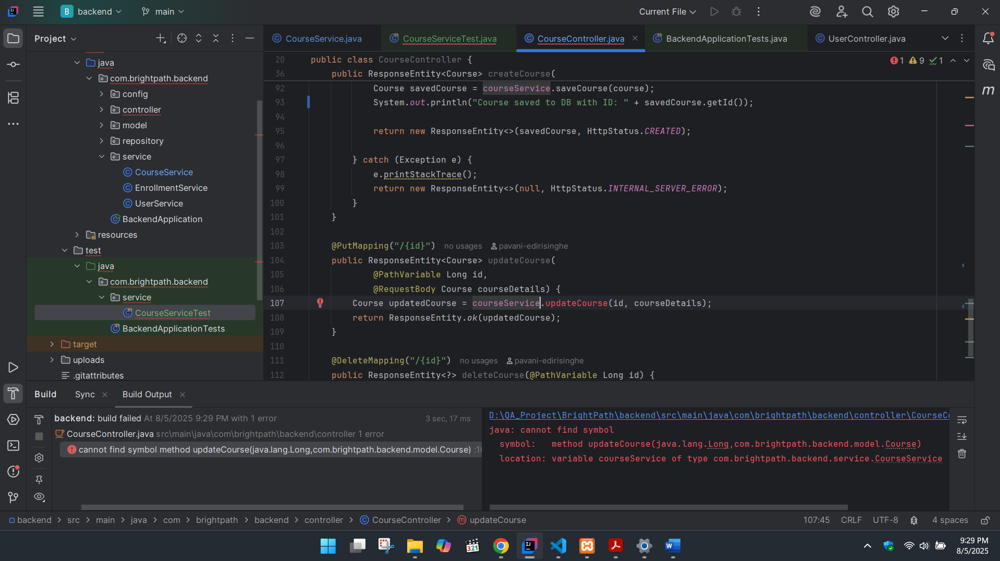 B backend main Current File
Project
CourseService.java CourseServiceTest.java CourseController.java BackendApplicationTests.java UserController.java
java
com.brightpath.backend
config
controller
model
repository
service
CourseService
EnrollmentService
UserService
BackendApplication
resources
test
java
com.brightpath.backend
service
CourseServiceTest
BackendApplicationTests
target
uploads
.gitattributes
1 9 1
20 public class CourseController {
36 public ResponseEntity<Course> createCourse(
92 Course savedCourse = courseService.saveCourse(course);
93 System.out.println("Course saved to DB with ID: " + savedCourse.getId());
94
95 return new ResponseEntity<>(savedCourse, HttpStatus.CREATED);
96
97 } catch (Exception e) {
98 e.printStackTrace();
99 return new ResponseEntity<>(null, HttpStatus.INTERNAL_SERVER_ERROR);
100 }
101 }
102
103 @PutMapping("/{id}") no usages pavani-edirisinghe
104 public ResponseEntity<Course> updateCourse(
105 @PathVariable Long id,
106 @RequestBody Course courseDetails) {
107 Course updatedCourse = courseService.updateCourse(id, courseDetails);
108 return ResponseEntity.ok(updatedCourse);
109 }
110
111 @DeleteMapping("/{id}") no usages pavani-edirisinghe
112 public ResponseEntity<?> deleteCourse(@PathVariable Long id) {
m
Build Sync Build Output
backend: build failed At 8/5/2025 9:29 PM with 1 error 3 sec, 17 ms
CourseController.java src\main\java\com\brightpath\backend\controller 1 error
cannot find symbol method updateCourse(java.lang.Long,com.brightpath.backend.model.Course)
D:\QA_Project\BrightPath\backend\src\main\java\com\brightpath\backend\controller\CourseC
java: cannot find symbol
symbol: method updateCourse(java.lang.Long,com.brightpath.backend.model.Course)
location: variable courseService of type com.brightpath.backend.service.CourseService
backend > src > main > java > com > brightpath > backend > controller > CourseController > updateCourse
107:45 CRLF UTF-8 4 spaces
9:29 PM
8/5/2025